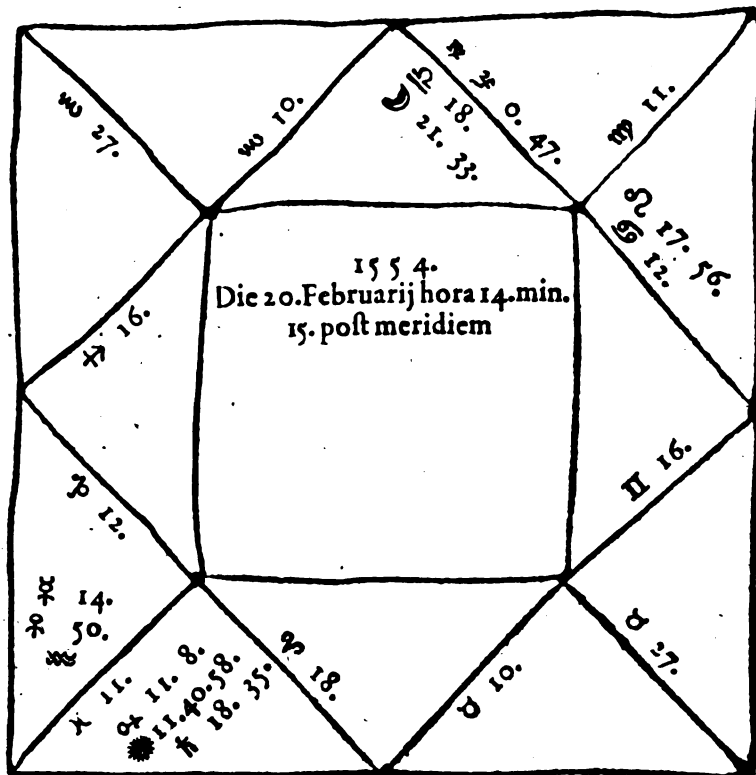 ♏ 27.
♏ 10.
♃ 0. 47.
♎ 18.
☽ 21. 33.
♍ 11.
♌ 17. 56.
♋ 12.
1554.
Die 20. Februarij hora 14. min.
15. poſt meridiem
♐ 16.
♊ 16.
♑ 12.
☿ 14.
♀ 50.
♒
♓ 11.
♂ 11. 8.
11. 40. 58.
♄ 18. 35.
♈ 18.
♉ 10.
♉ 27.